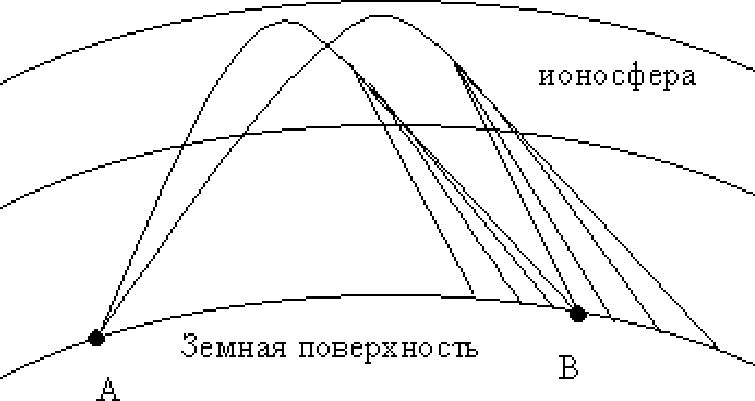 ионосфера
Земная поверхность
А
В